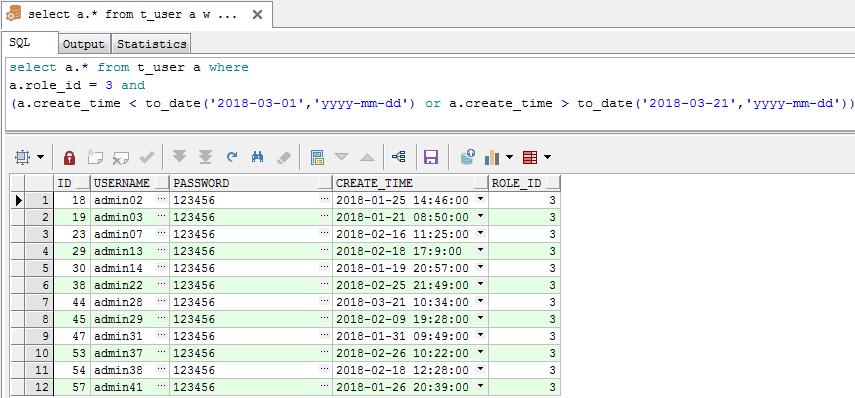 select a.* from t_user a w ...
SQL Output Statistics
select a.* from t_user a where
a.role_id = 3 and
(a.create_time < to_date('2018-03-01','yyyy-mm-dd') or a.create_time > to_date('2018-03-21','yyyy-mm-dd'))
ID USERNAME PASSWORD CREATE_TIME ROLE_ID
1 18 admin02 ... 123456 ... 2018-01-25 14:46:00 3
2 19 admin03 ... 123456 ... 2018-01-21 08:50:00 3
3 23 admin07 ... 123456 ... 2018-02-16 11:25:00 3
4 29 admin13 ... 123456 ... 2018-02-18 17:9:00 3
5 30 admin14 ... 123456 ... 2018-01-19 20:57:00 3
6 38 admin22 ... 123456 ... 2018-02-25 21:49:00 3
7 44 admin28 ... 123456 ... 2018-03-21 10:34:00 3
8 45 admin29 ... 123456 ... 2018-02-09 19:28:00 3
9 47 admin31 ... 123456 ... 2018-01-31 09:49:00 3
10 53 admin37 ... 123456 ... 2018-02-26 10:22:00 3
11 54 admin38 ... 123456 ... 2018-02-18 12:28:00 3
12 57 admin41 ... 123456 ... 2018-01-26 20:39:00 3